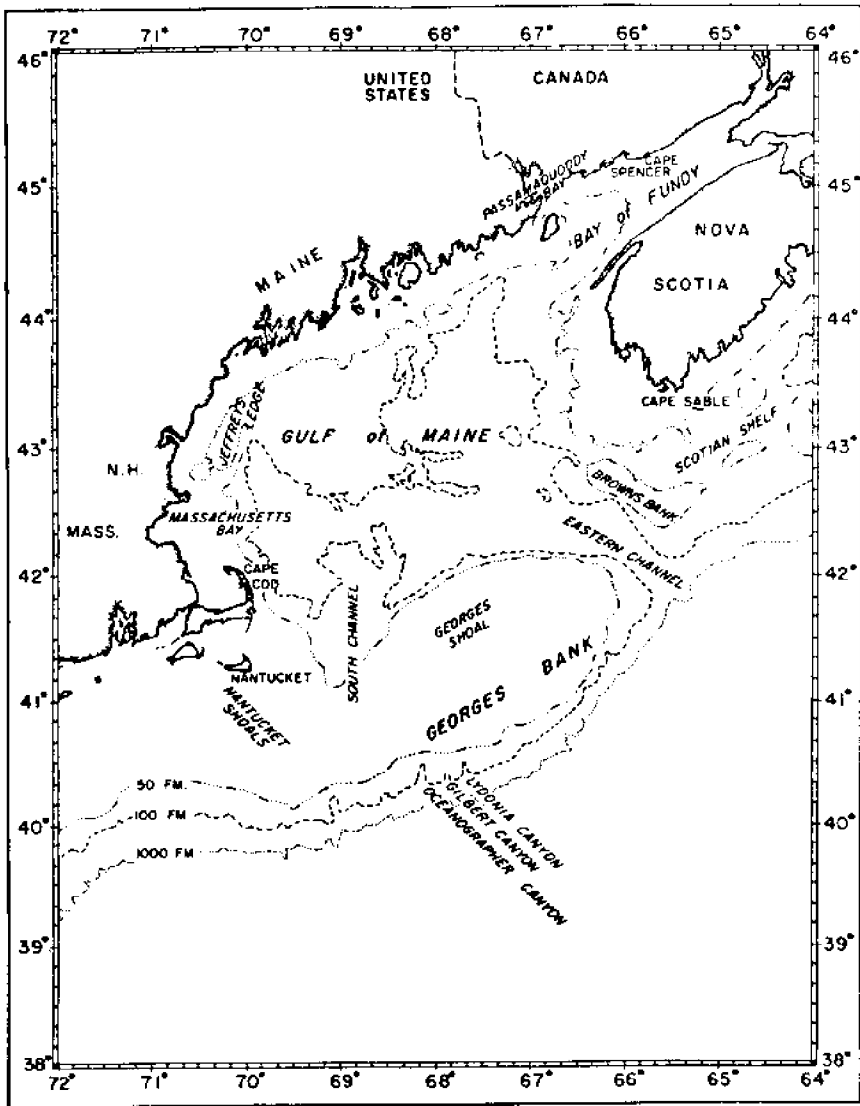 72° 71° 70° 69° 68° 67° 66° 65° 64°
46° 46°
UNITED STATES
CANADA
45° 45°
PASSAMAQUODDY BAY
CAPE SPENCER
BAY of FUNDY
NOVA SCOTIA
MAINE
44° 44°
CAPE SABLE
JEFFREYS LEDGE
GULF of MAINE
43° 43°
SCOTIAN SHELF
N.H.
BROWNS BANK
MASS.
MASSACHUSETTS BAY
EASTERN CHANNEL
42° 42°
CAPE COD
SOUTH CHANNEL
GEORGES SHOAL
GEORGES BANK
NANTUCKET
41° 41°
NANTUCKET SHOALS
50 FM.
100 FM
1000 FM
40° 40°
LYDONIA CANYON
GILBERT CANYON
OCEANOGRAPHER CANYON
39° 39°
38° 38°
72° 71° 70° 69° 68° 67° 66° 65° 64°